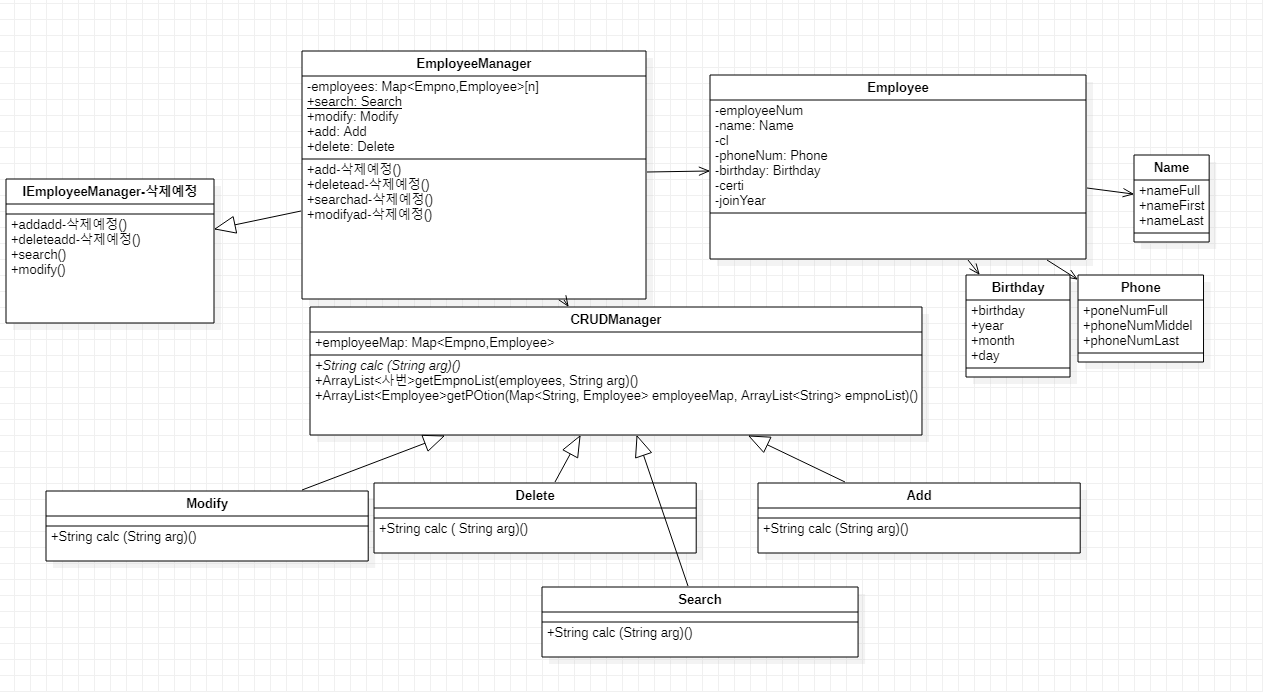 EmployeeManager
-employees: Map<Empno,Employee>[n]
+search: Search
+modify: Modify
+add: Add
+delete: Delete
+add-삭제예정()
+deletead-삭제예정()
+searchad-삭제예정()
+modifyad-삭제예정()
Employee
-employeeNum
-name: Name
-cl
-phoneNum: Phone
-birthday: Birthday
-certi
-joinYear
Name
+nameFull
+nameFirst
+nameLast
IEmployeeManager-삭제예정
+addadd-삭제예정()
+deleteadd-삭제예정()
+search()
+modify()
Birthday
+birthday
+year
+month
+day
Phone
+poneNumFull
+phoneNumMiddel
+phoneNumLast
CRUDManager
+employeeMap: Map<Empno,Employee>
+String calc (String arg)()
+ArrayList<사번>getEmpnoList(employees, String arg)()
+ArrayList<Employee>getPOtion(Map<String, Employee> employeeMap, ArrayList<String> empnoList)()
Modify
+String calc (String arg)()
Delete
+String calc ( String arg)()
Add
+String calc (String arg)()
Search
+String calc (String arg)()